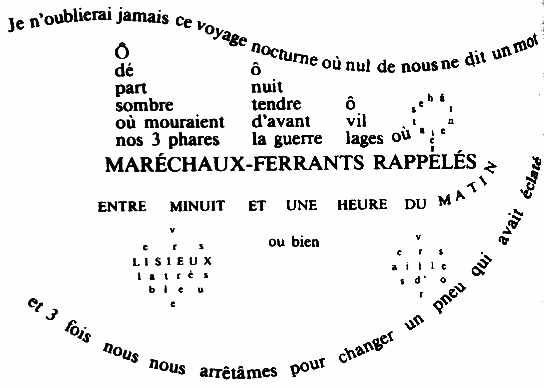 Je n'oublierai jamais ce voyage nocturne où nul de nous ne dit un mot
Ô
dé
part
sombre
où mouraient
nos 3 phares
ô
nuit
tendre
d'avant
la guerre
ô
vil
lages où
se hâtaient
MARÉCHAUX-FERRANTS RAPPELÉS
ENTRE MINUIT ET UNE HEURE DU MATIN
v
e r s
L I S I E U X
l a t r è s
b l e u
e
ou bien
v
e r s
a i l l e
s d' o
r
et 3 fois nous nous arrêtâmes pour changer un pneu qui avait éclaté